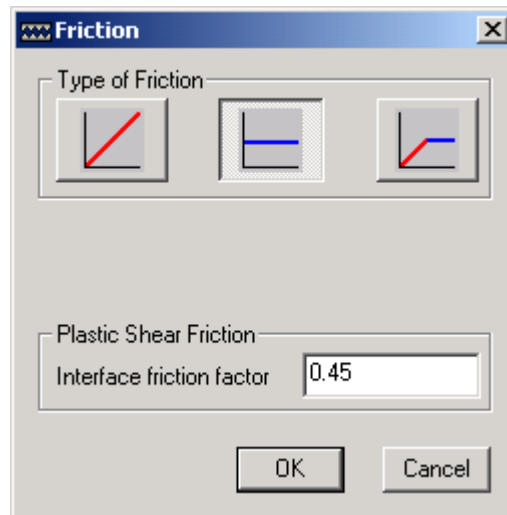 Friction
Type of Friction
Plastic Shear Friction
Interface friction factor 0.45
OK Cancel